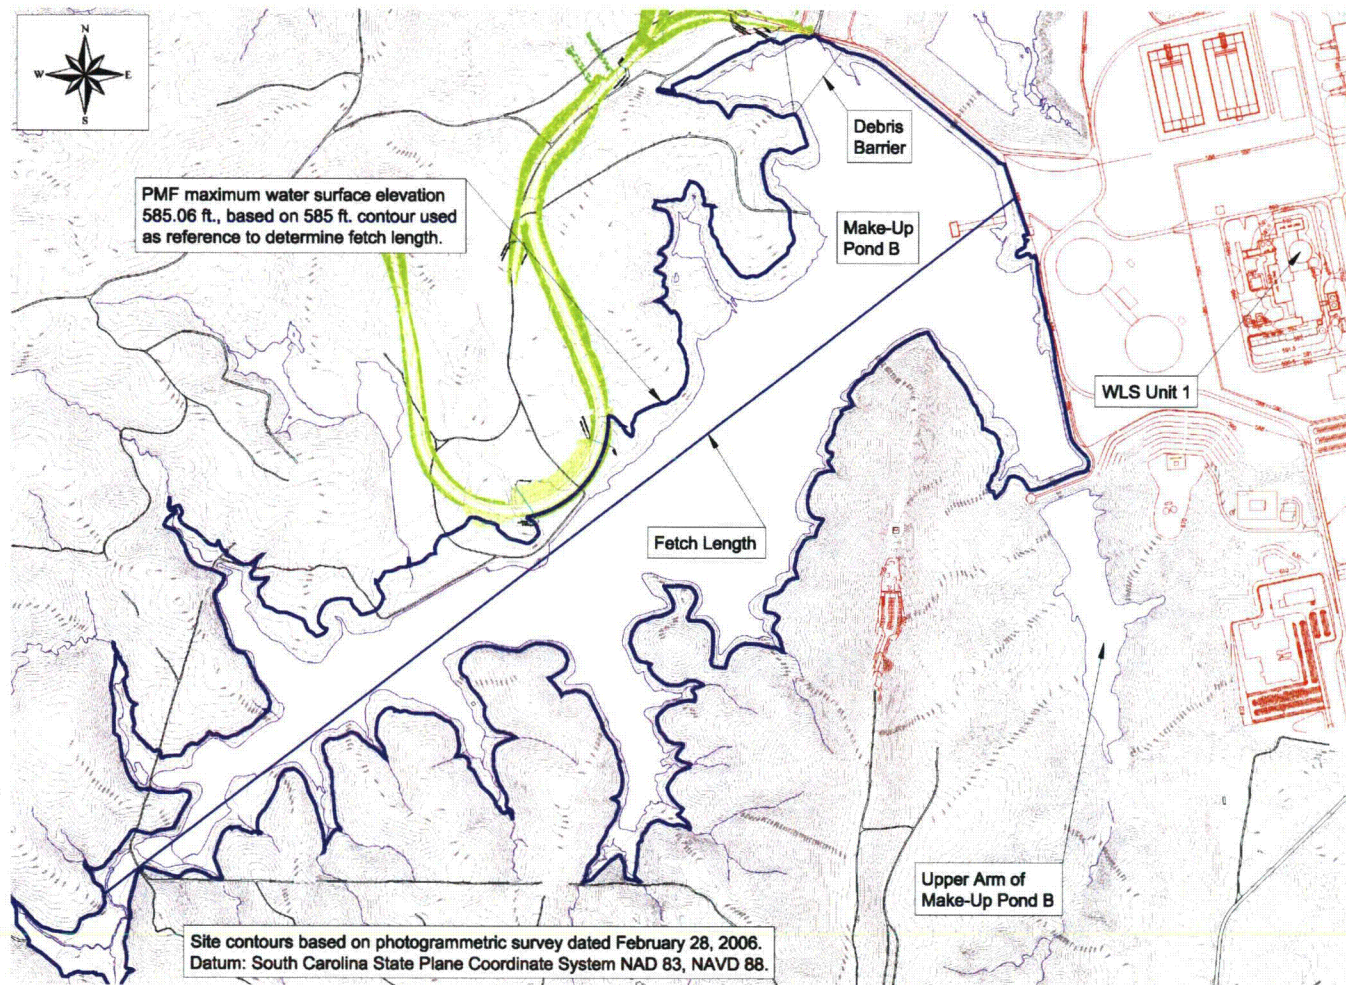 N
W
E
S
Debris
Barrier
PMF maximum water surface elevation
585.06 ft., based on 585 ft. contour used
as reference to determine fetch length.
Make-Up
Pond B
WLS Unit 1
Fetch Length
Upper Arm of
Make-Up Pond B
Site contours based on photogrammetric survey dated February 28, 2006.
Datum: South Carolina State Plane Coordinate System NAD 83, NAVD 88.